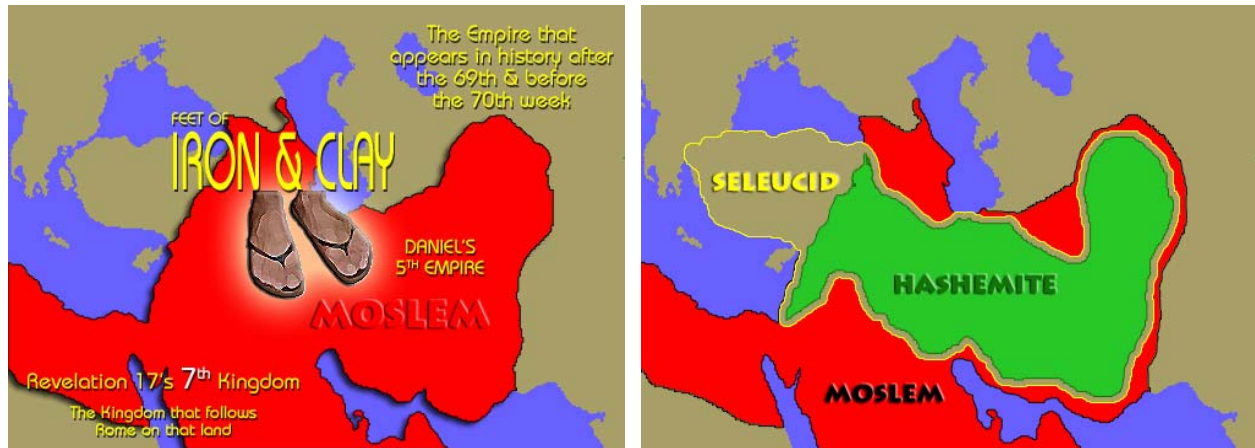 The Empire that
appears in history after
the 69th & before
the 70th week
FEET OF
IRON & CLAY
DANIEL'S
5TH EMPIRE
MOSLEM
Revelation 17's 7th Kingdom
The Kingdom that follows
Rome on that land
SELEUCID
HASHEMITE
MOSLEM